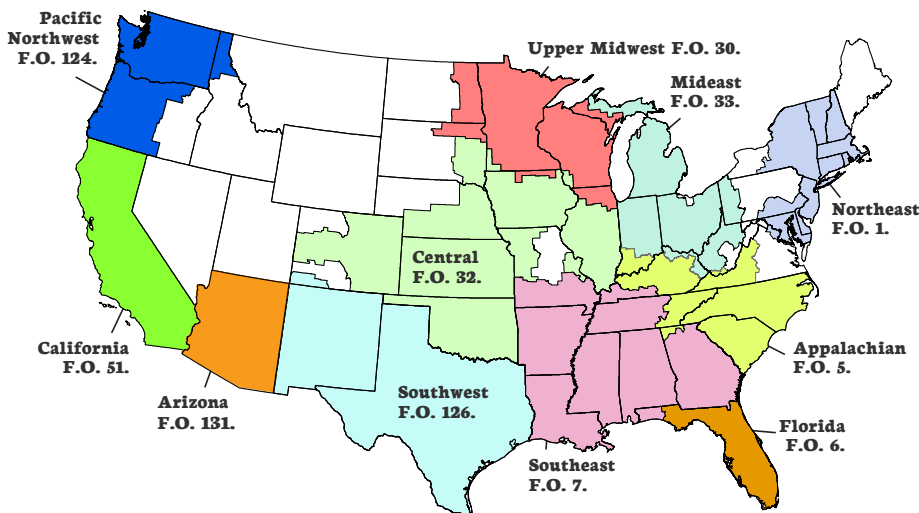 Pacific
Northwest
F.O. 124.
Upper Midwest F.O. 30.
Mideast
F.O. 33.
Northeast
F.O. 1.
Central
F.O. 32.
California
F.O. 51.
Appalachian
F.O. 5.
Arizona
F.O. 131.
Southwest
F.O. 126.
Florida
F.O. 6.
Southeast
F.O. 7.